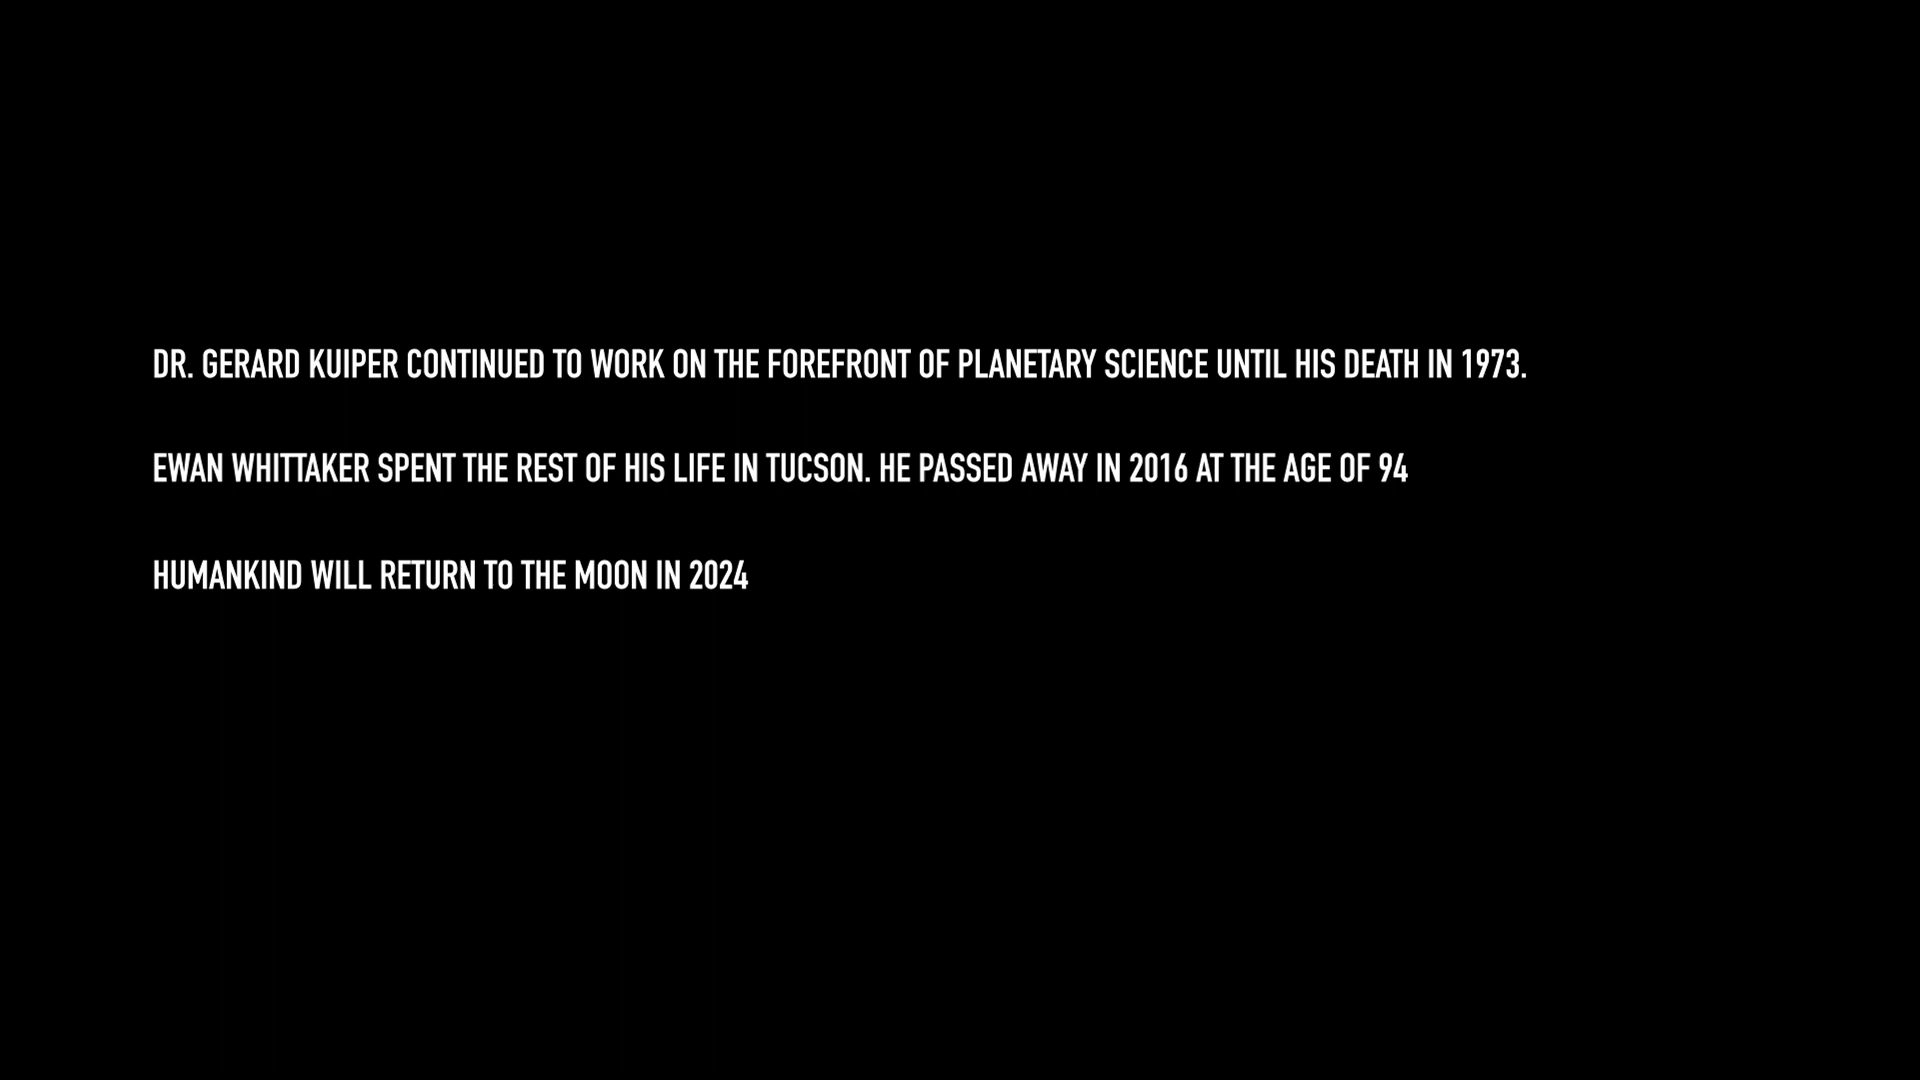 DR. GERARD KUIPER CONTINUED TO WORK ON THE FOREFRONT OF PLANETARY SCIENCE UNTIL HIS DEATH IN 1973.
EWAN WHITTAKER SPENT THE REST OF HIS LIFE IN TUCSON. HE PASSED AWAY IN 2016 AT THE AGE OF 94
HUMANKIND WILL RETURN TO THE MOON IN 2024